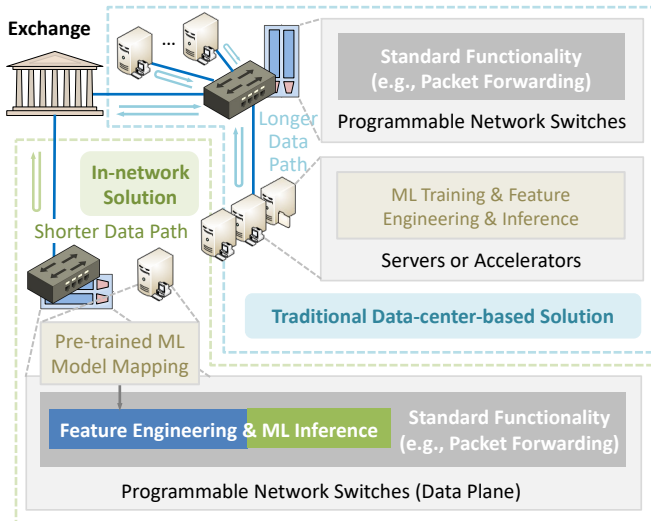 Exchange
...
Standard Functionality
(e.g., Packet Forwarding)
Programmable Network Switches
Longer
Data
Path
In-network
Solution
Shorter Data Path
ML Training & Feature
Engineering & Inference
Servers or Accelerators
Traditional Data-center-based Solution
Pre-trained ML
Model Mapping
Feature Engineering & ML Inference
Standard Functionality
(e.g., Packet Forwarding)
Programmable Network Switches (Data Plane)